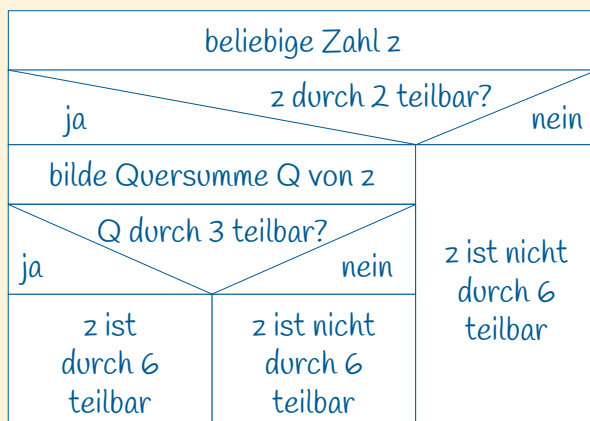 beliebige Zahl z
z durch 2 teilbar?
ja
nein
bilde Quersumme Q von z
Q durch 3 teilbar?
ja
nein
z ist
durch 6
teilbar
z ist nicht
durch 6
teilbar
z ist nicht
durch 6
teilbar